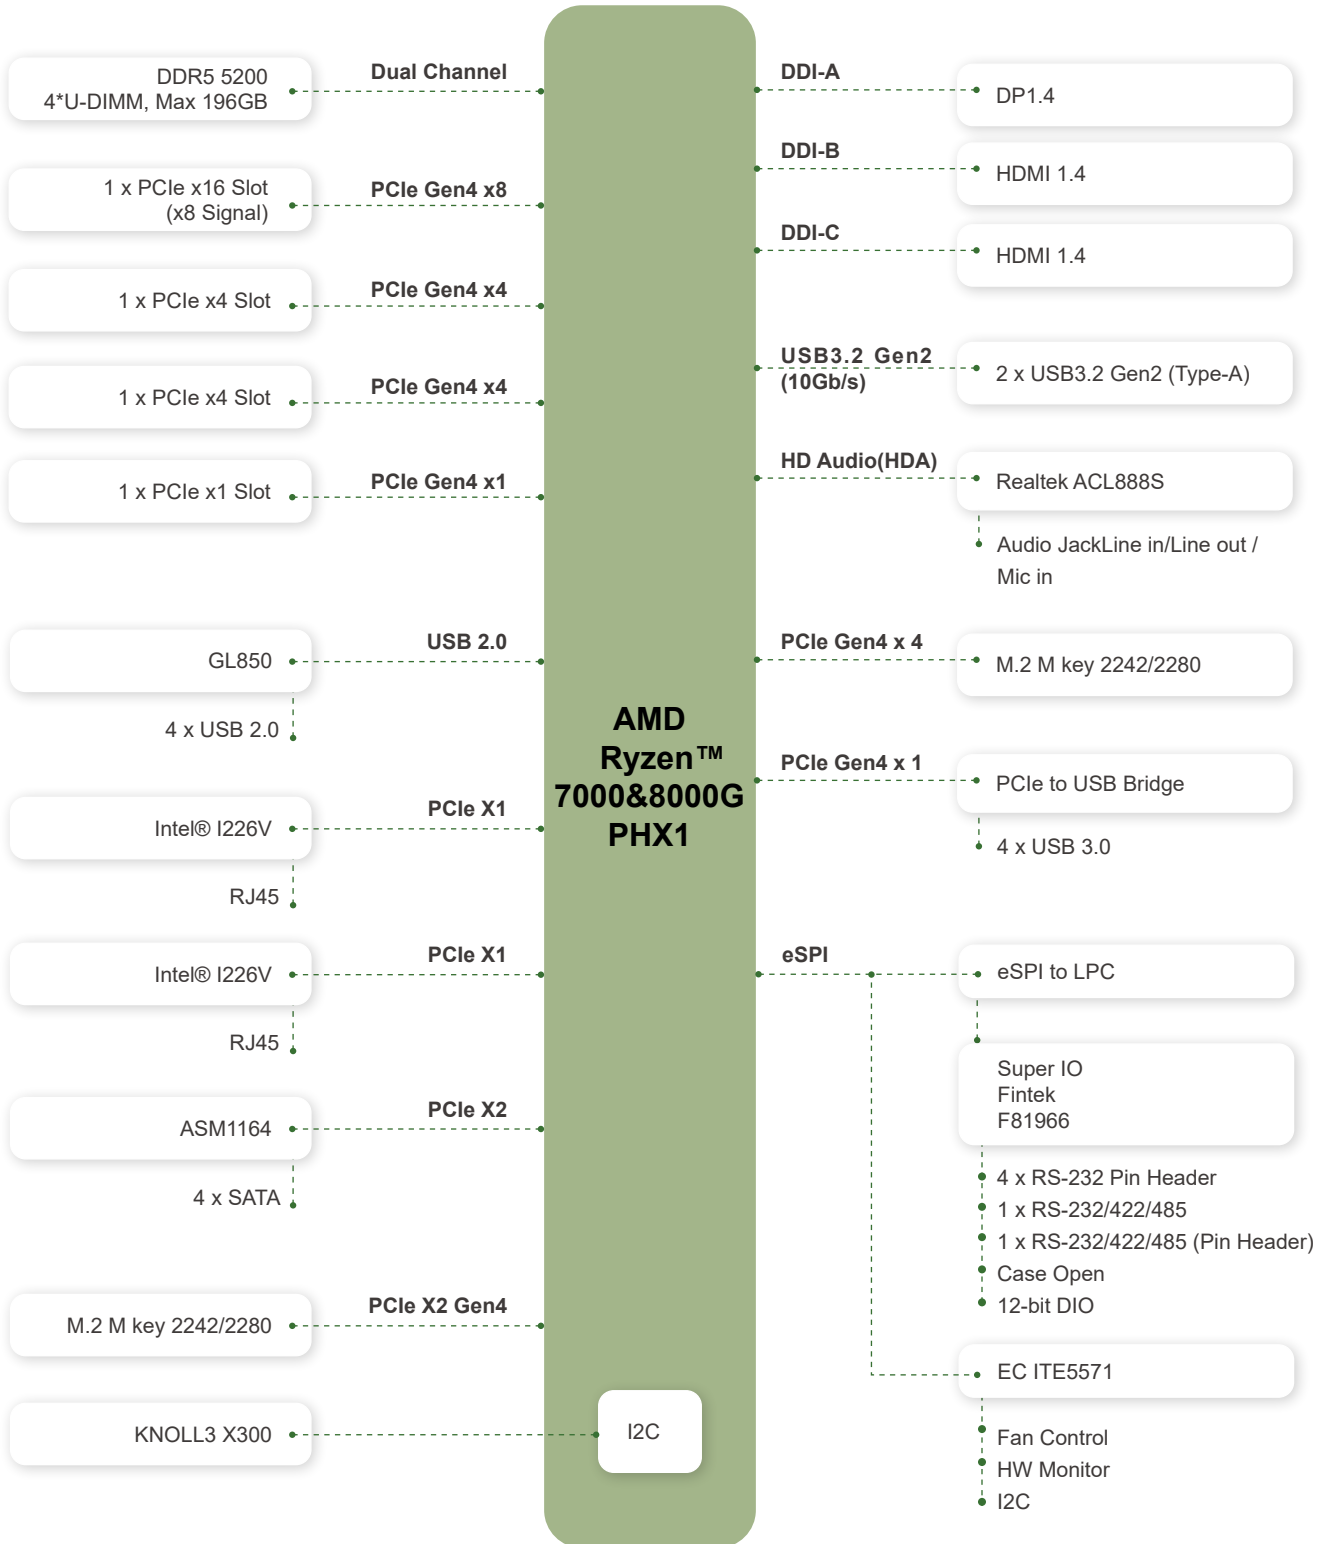 DDR5 5200
4*U-DIMM, Max 196GB
Dual Channel
1 x PCIe x16 Slot
(x8 Signal)
PCIe Gen4 x8
1 x PCIe x4 Slot
PCIe Gen4 x4
1 x PCIe x4 Slot
PCIe Gen4 x4
1 x PCIe x1 Slot
PCIe Gen4 x1
GL850
USB 2.0
4 x USB 2.0
Intel® I226V
PCIe X1
RJ45
Intel® I226V
PCIe X1
RJ45
ASM1164
PCIe X2
4 x SATA
M.2 M key 2242/2280
PCIe X2 Gen4
KNOLL3 X300
I2C
AMD
Ryzen™
7000&8000G
PHX1
DDI-A
DP1.4
DDI-B
HDMI 1.4
DDI-C
HDMI 1.4
USB3.2 Gen2
(10Gb/s)
2 x USB3.2 Gen2 (Type-A)
HD Audio(HDA)
Realtek ACL888S
Audio JackLine in/Line out /
Mic in
PCIe Gen4 x 4
M.2 M key 2242/2280
PCIe Gen4 x 1
PCIe to USB Bridge
4 x USB 3.0
eSPI
eSPI to LPC
Super IO
Fintek
F81966
4 x RS-232 Pin Header
1 x RS-232/422/485
1 x RS-232/422/485 (Pin Header)
Case Open
12-bit DIO
EC ITE5571
Fan Control
HW Monitor
I2C